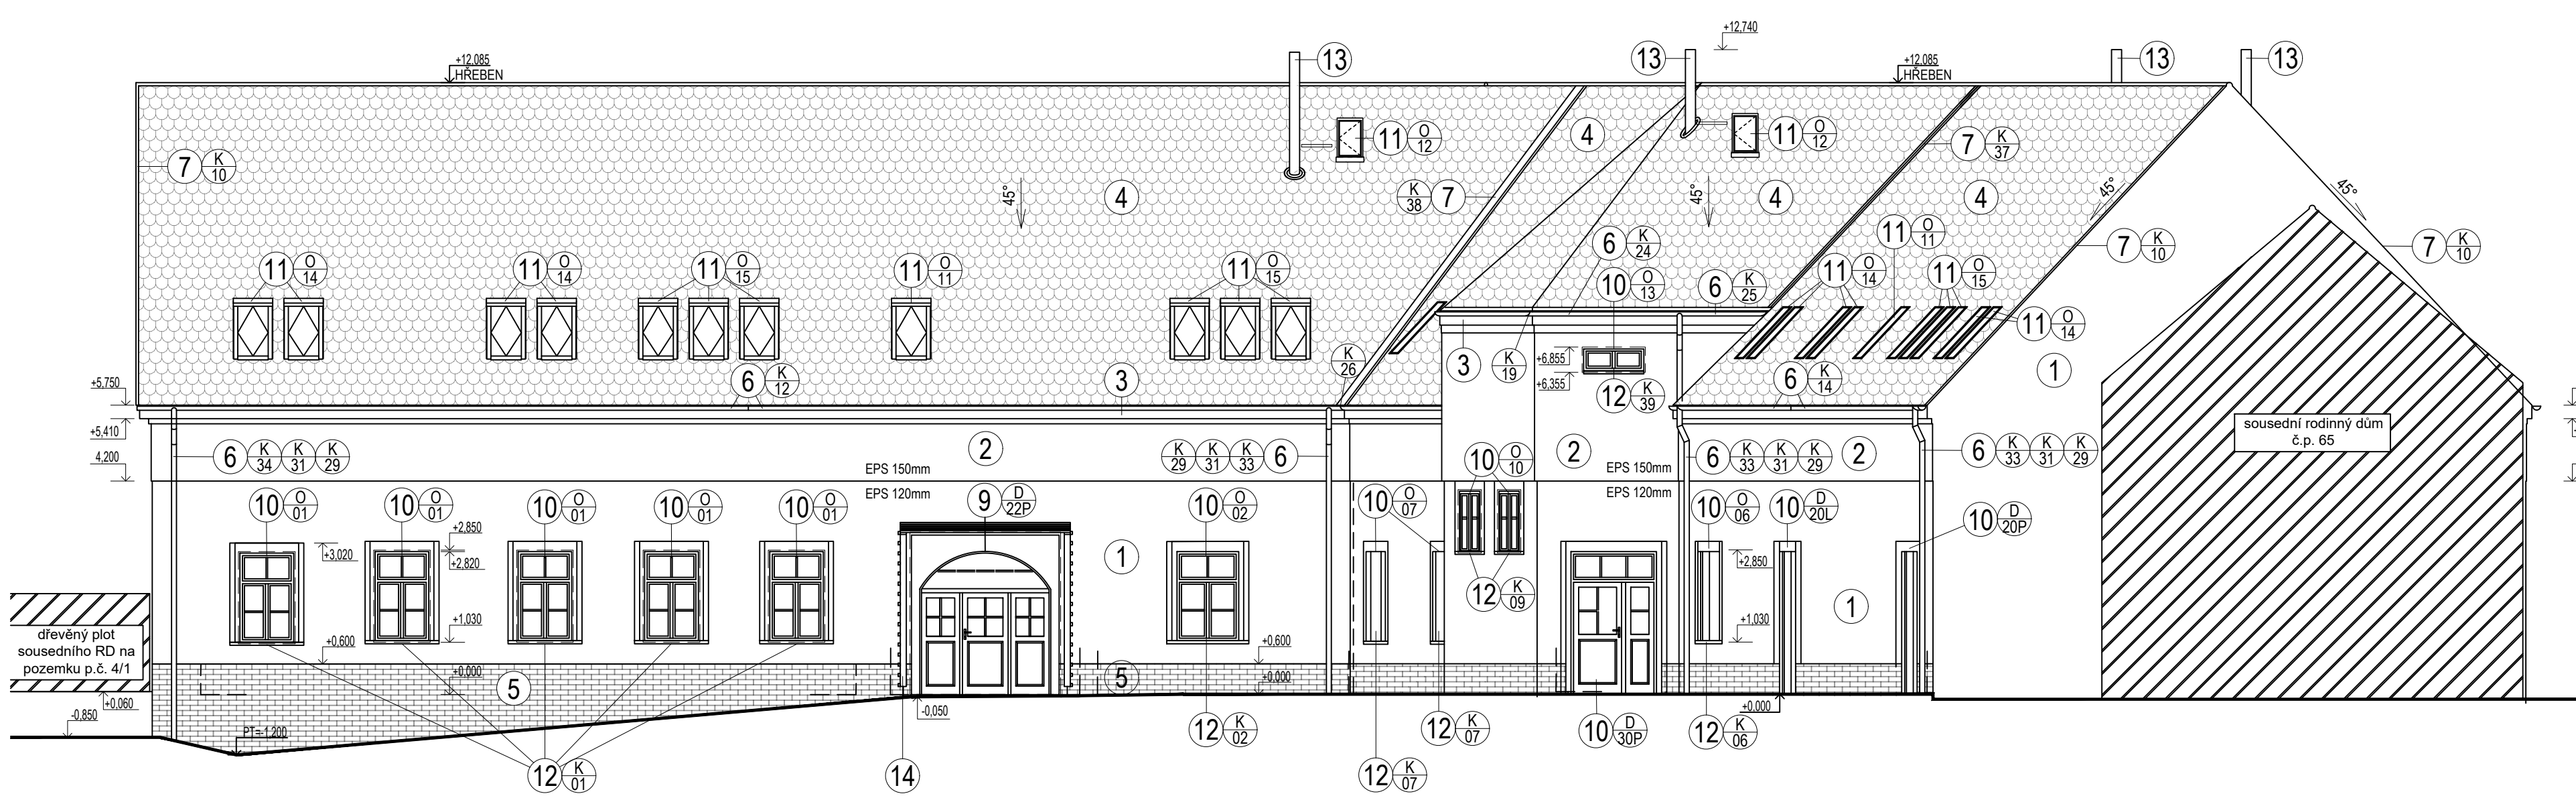 +12,740
+12,085
HŘEBEN
13
13
+12,085
HŘEBEN
13
13
11 O 12
4
11 O 12
7 K 10
7 K 37
45°
4
K 38 7
45°
4
4
45°
45°
11 O 11
6 K 24
7 K 10
7 K 10
11 O 14
11 O 14
11 O 15
11 O 11
11 O 15
10 O 13
6 K 25
11 O 14
11 O 15
11 O 14
+5,750
6 K 12
3
K 26
3
K 19
+6,855
+6,355
12 K 39
6 K 14
1
+5,410
4,200
6 K 34 K 31 K 29
2
EPS 150mm
EPS 120mm
K 29 K 31 K 33 6
10 O 10
2
EPS 150mm
EPS 120mm
6 K 33 K 31 K 29
2
6 K 33 K 31 K 29
sousední rodinný dům
č.p. 65
10 O 01
10 O 01
10 O 01
10 O 01
10 O 01
9 D 22P
10 O 02
10 O 07
10 O 06
10 D 20L
10 D 20P
+3,020
+2,850
+2,820
1
+2,850
12 K 09
1
+1,030
+1,030
+0,600
+0,600
dřevěný plot
sousedního RD na
pozemku p.č. 4/1
+0,000
5
5
+0,000
+0,060
-0,850
PT=-1,200
-0,050
+0,000
12 K 01
14
12 K 02
12 K 07
12 K 07
10 D 30P
12 K 06